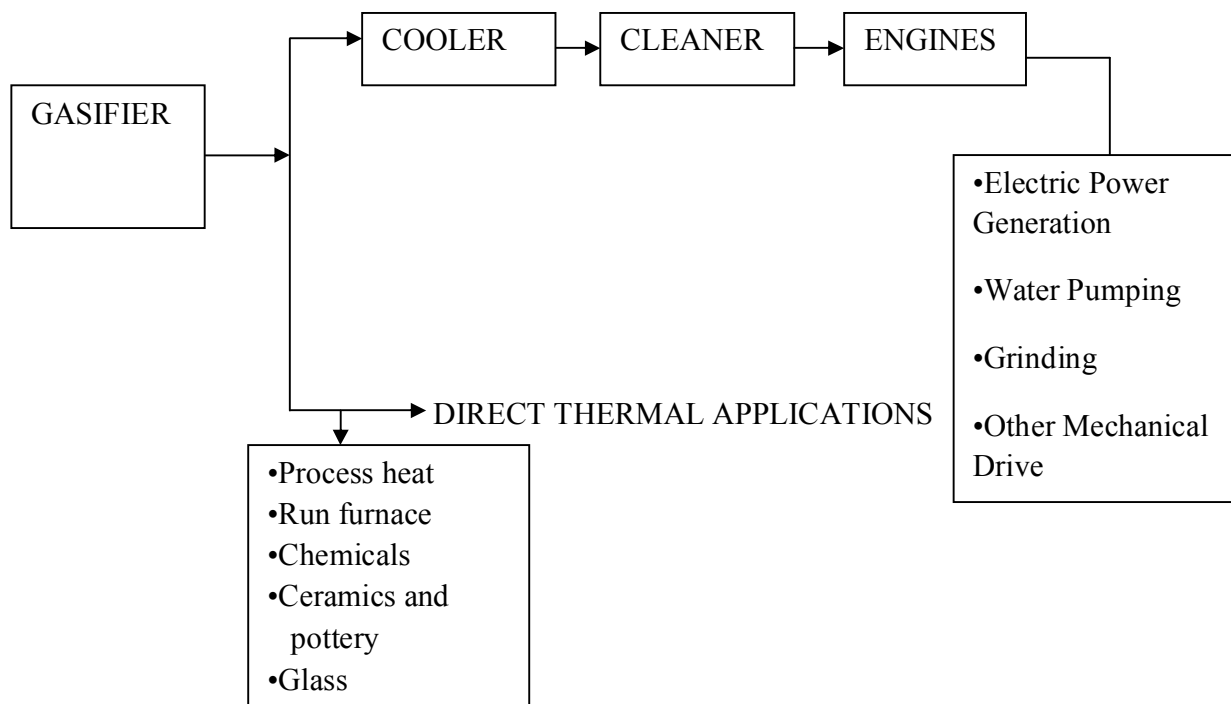 COOLER
CLEANER
ENGINES
GASIFIER
•Electric Power
Generation
•Water Pumping
•Grinding
•Other Mechanical
Drive
DIRECT THERMAL APPLICATIONS
•Process heat
•Run furnace
•Chemicals
•Ceramics and
pottery
•Glass